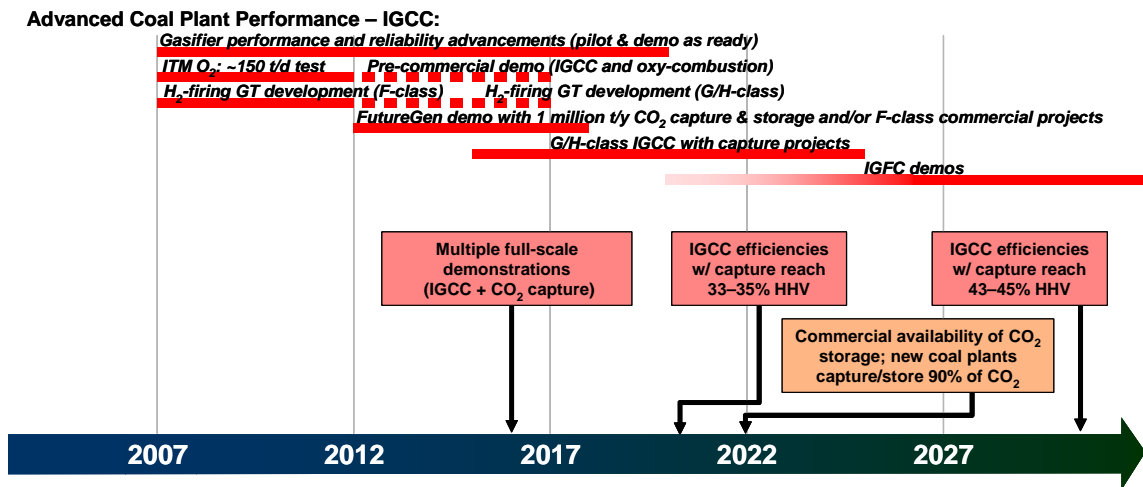 Advanced Coal Plant Performance – IGCC:
Gasifier performance and reliability advancements (pilot & demo as ready)
ITM O₂: ~150 t/d test Pre-commercial demo (IGCC and oxy-combustion)
H₂-firing GT development (F-class) H₂-firing GT development (G/H-class)
FutureGen demo with 1 million t/y CO₂ capture & storage and/or F-class commercial projects
G/H-class IGCC with capture projects
IGFC demos
Multiple full-scale
demonstrations
(IGCC + CO₂ capture)
IGCC efficiencies
w/ capture reach
33–35% HHV
IGCC efficiencies
w/ capture reach
43–45% HHV
Commercial availability of CO₂
storage; new coal plants
capture/store 90% of CO₂
2007 2012 2017 2022 2027